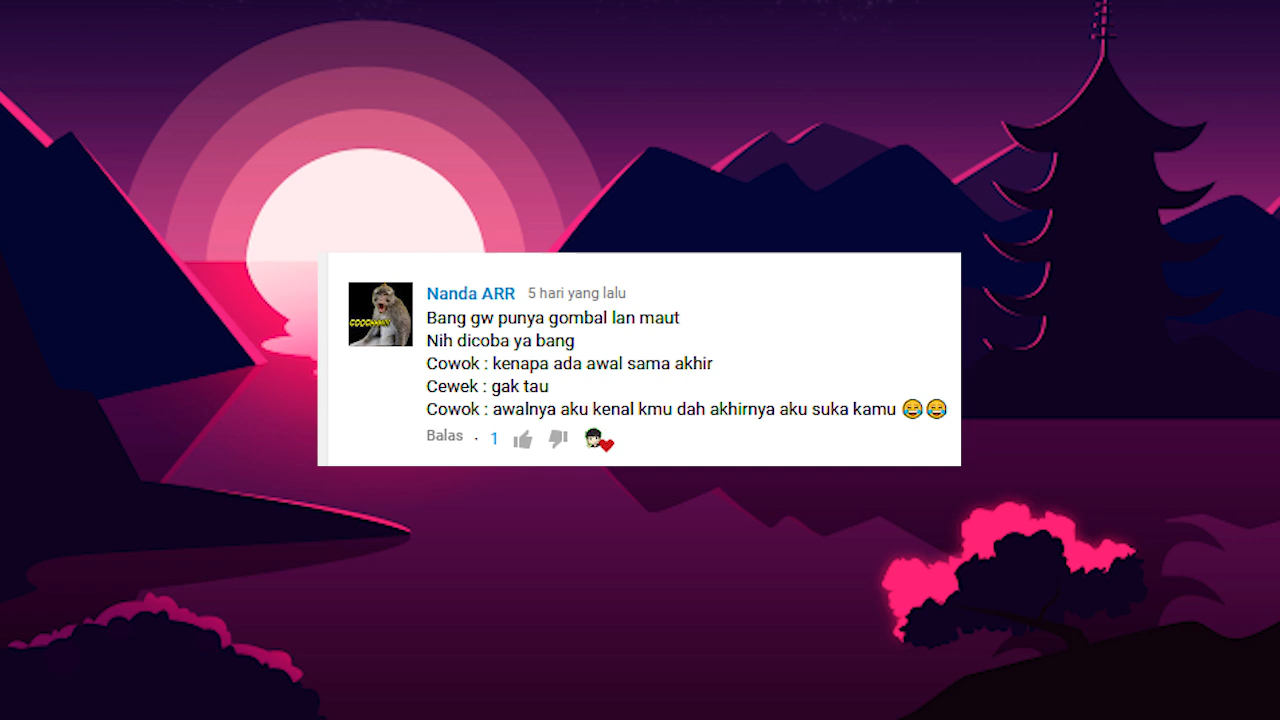 Nanda ARR 5 hari yang lalu
Bang gw punya gombal lan maut
Nih dicoba ya bang
Cowok : kenapa ada awal sama akhir
Cewek : gak tau
Cowok : awalnya aku kenal kmu dah akhirnya aku suka kamu 😂😂
Balas · 1